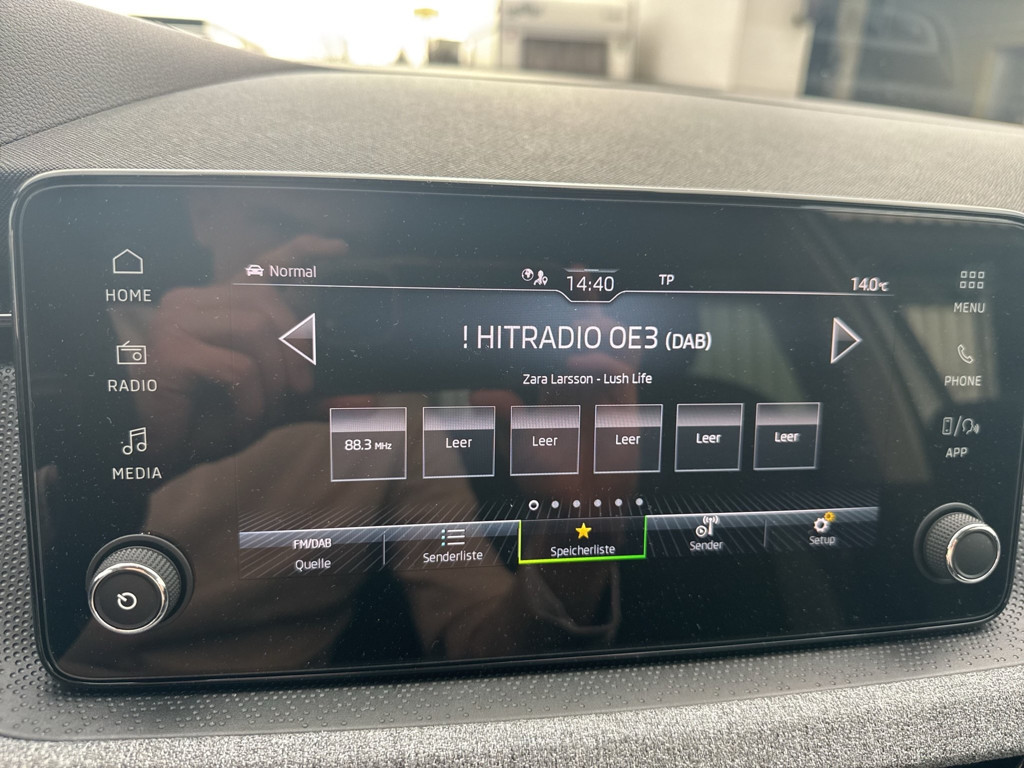 Normal
14:40
TP
14.0°C
HOME
MENU
! HITRADIO OE3 (DAB)
RADIO
PHONE
Zara Larsson - Lush Life
88.3 MHz
Leer
Leer
Leer
Leer
Leer
MEDIA
APP
FM/DAB
Quelle
Senderliste
Speicherliste
Sender
Setup